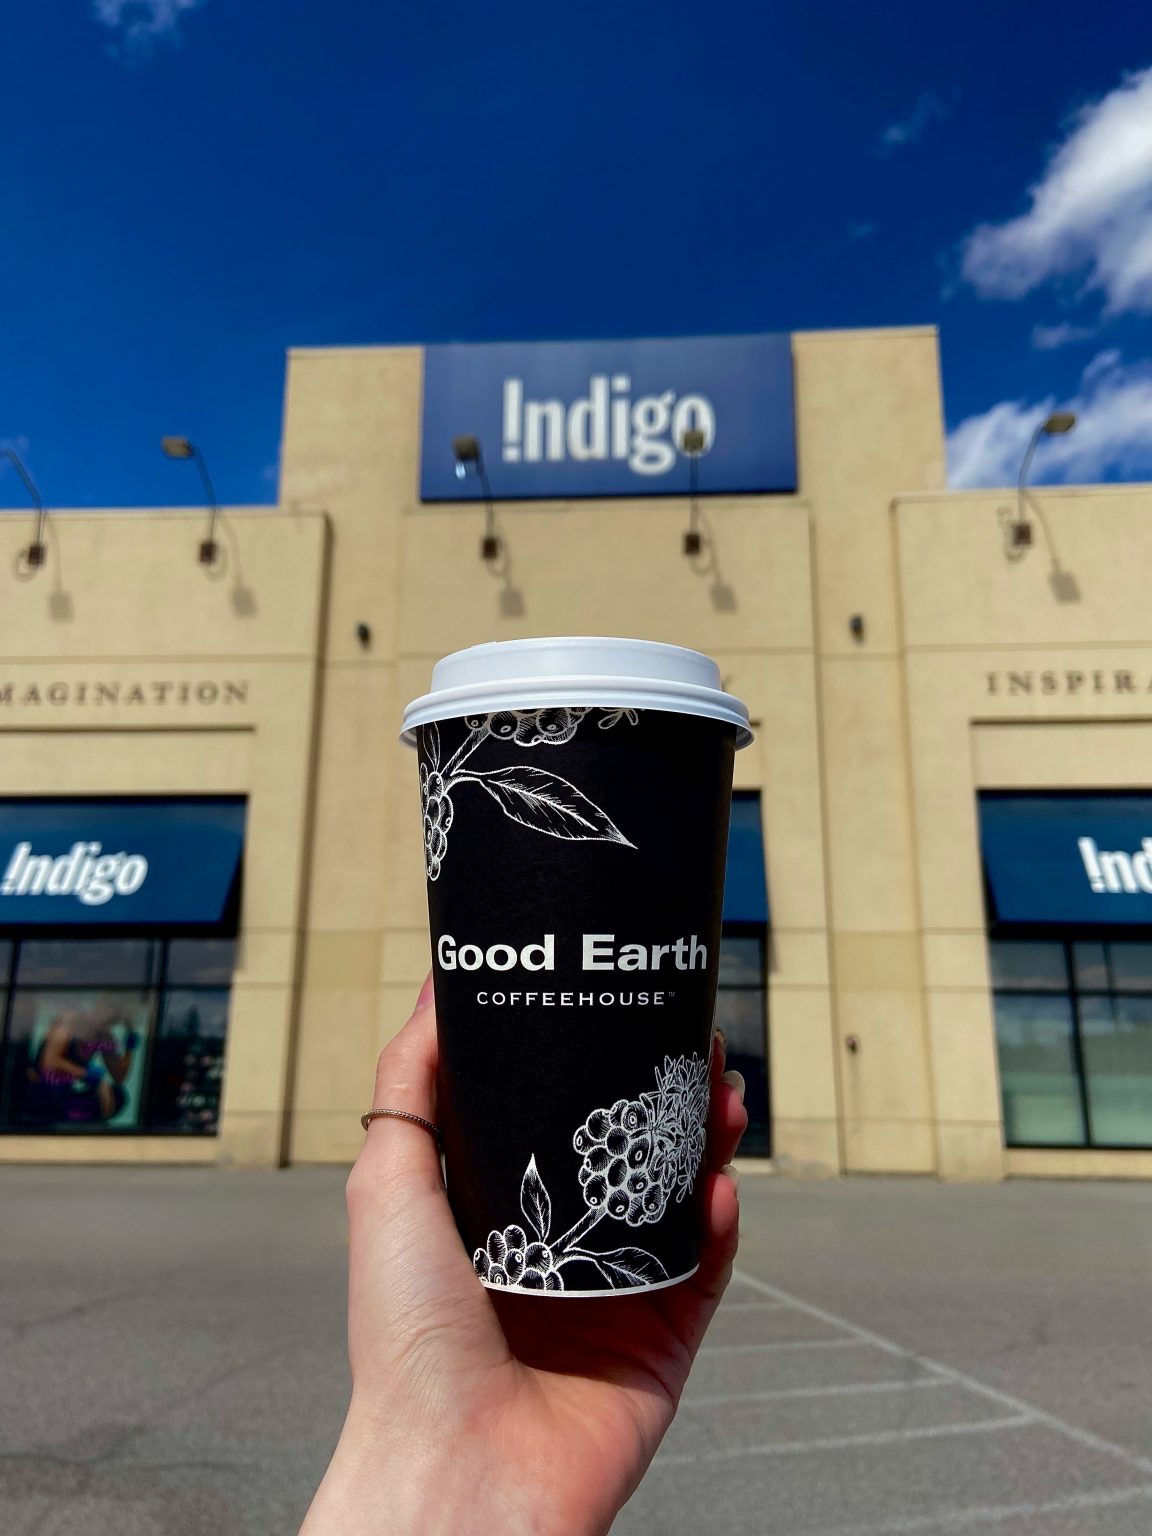 !ndigo
MAGINATION
INSPIRA
!ndigo
!nd
Good Earth
COFFEEHOUSE™